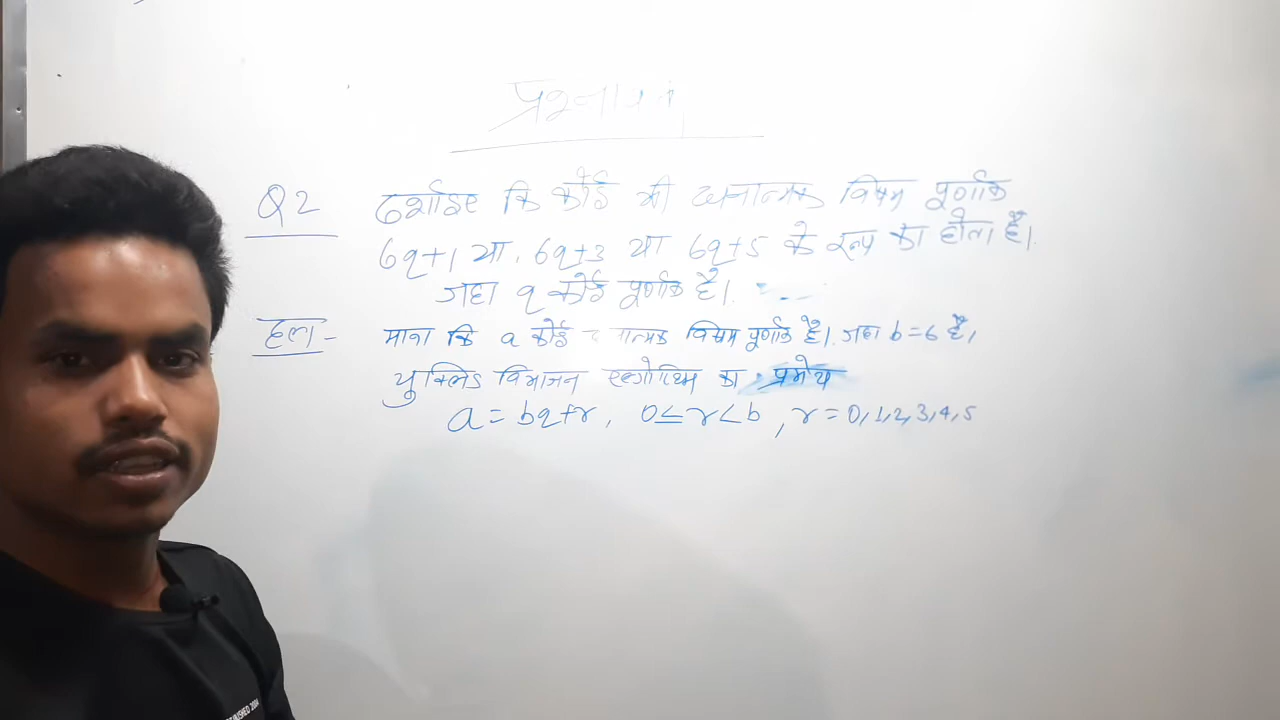 प्रश्नावली
Q2 दर्शाइए कि कोई भी धनात्मक विषम पूर्णांक
6q+1 या, 6q+3 या 6q+5 के रूप का होता है।
जहा q कोई पूर्णांक है।
हल- माना कि a कोई नात्मक विषम पूर्णांक है। जहा b=6 है,
युक्लिड विभाजन एल्गोरिथ्म का प्रमेय
a = bq+r, 0≤r<b, r = 0,1,2,3,4,5